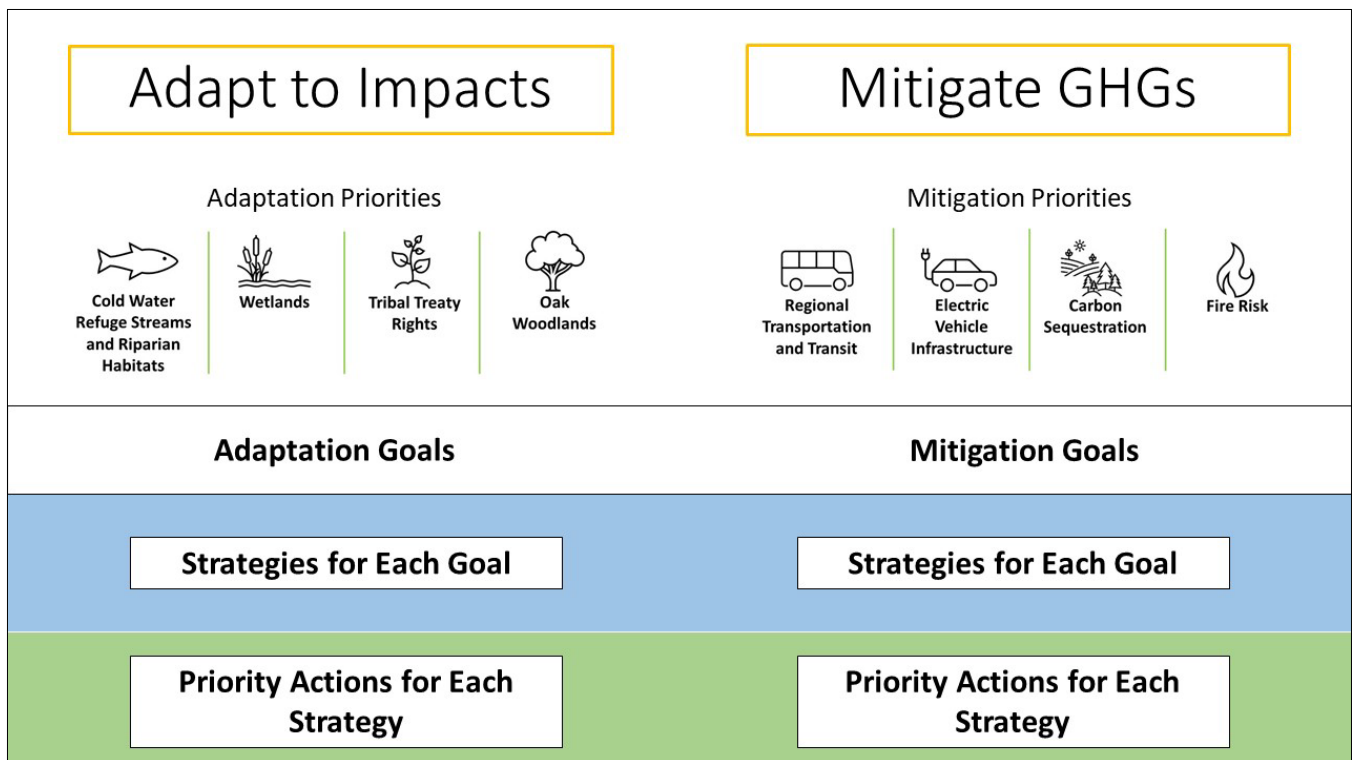 Adapt to Impacts
Mitigate GHGs
Adaptation Priorities
Cold Water
Refuge Streams
and Riparian
Habitats
Wetlands
Tribal Treaty
Rights
Oak
Woodlands
Mitigation Priorities
Regional
Transportation
and Transit
Electric
Vehicle
Infrastructure
Carbon
Sequestration
Fire Risk
Adaptation Goals
Mitigation Goals
Strategies for Each Goal
Strategies for Each Goal
Priority Actions for Each
Strategy
Priority Actions for Each
Strategy